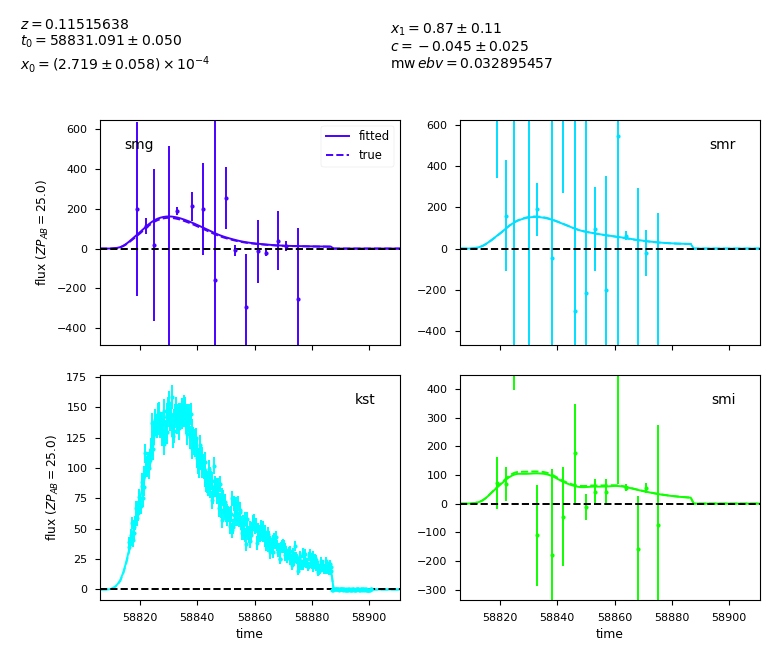 z = 0.11515638
t₀ = 58831.091 ± 0.050
x₀ = (2.719 ± 0.058) × 10⁻⁴
x₁ = 0.87 ± 0.11
c = −0.045 ± 0.025
mw ebv = 0.032895457
smg
fitted
true
600
400
200
0
−200
−400
flux (ZP_AB = 25.0)
smr
600
400
200
0
−200
−400
kst
175
150
125
100
75
50
25
0
flux (ZP_AB = 25.0)
58820 58840 58860 58880 58900
time
smi
400
300
200
100
0
−100
−200
−300
58820 58840 58860 58880 58900
time